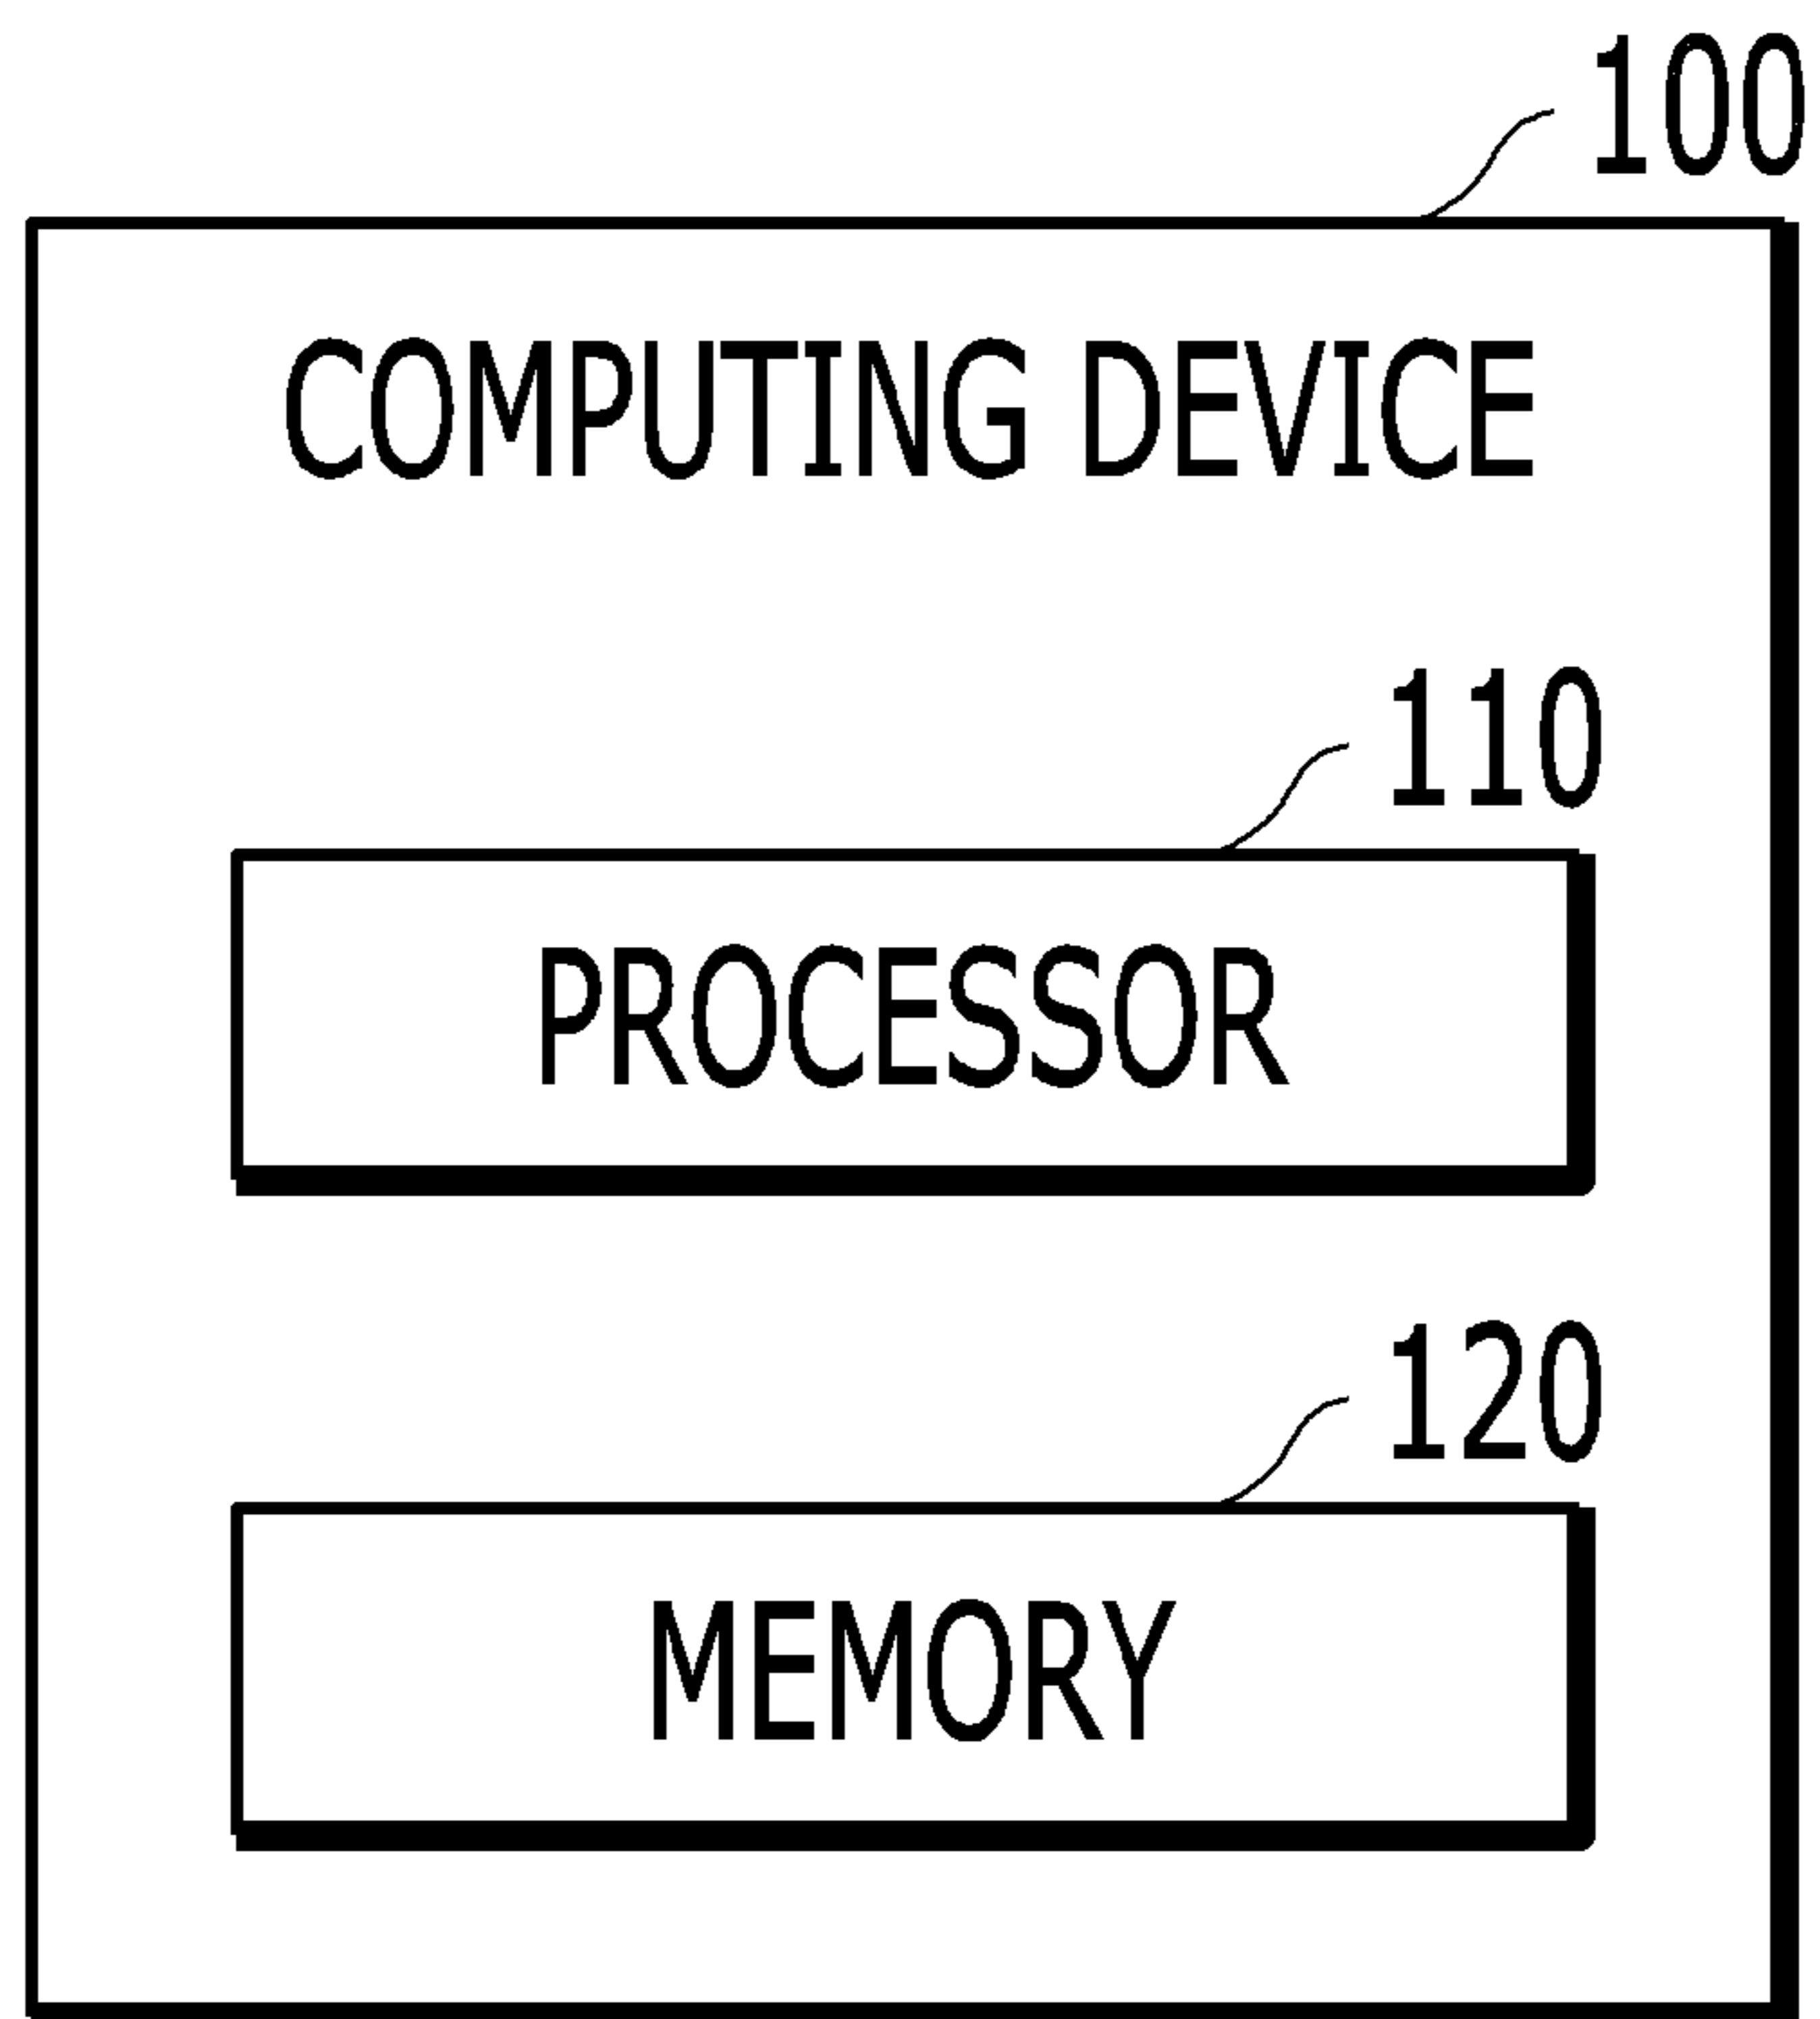 100
COMPUTING DEVICE
110
PROCESSOR
120
MEMORY